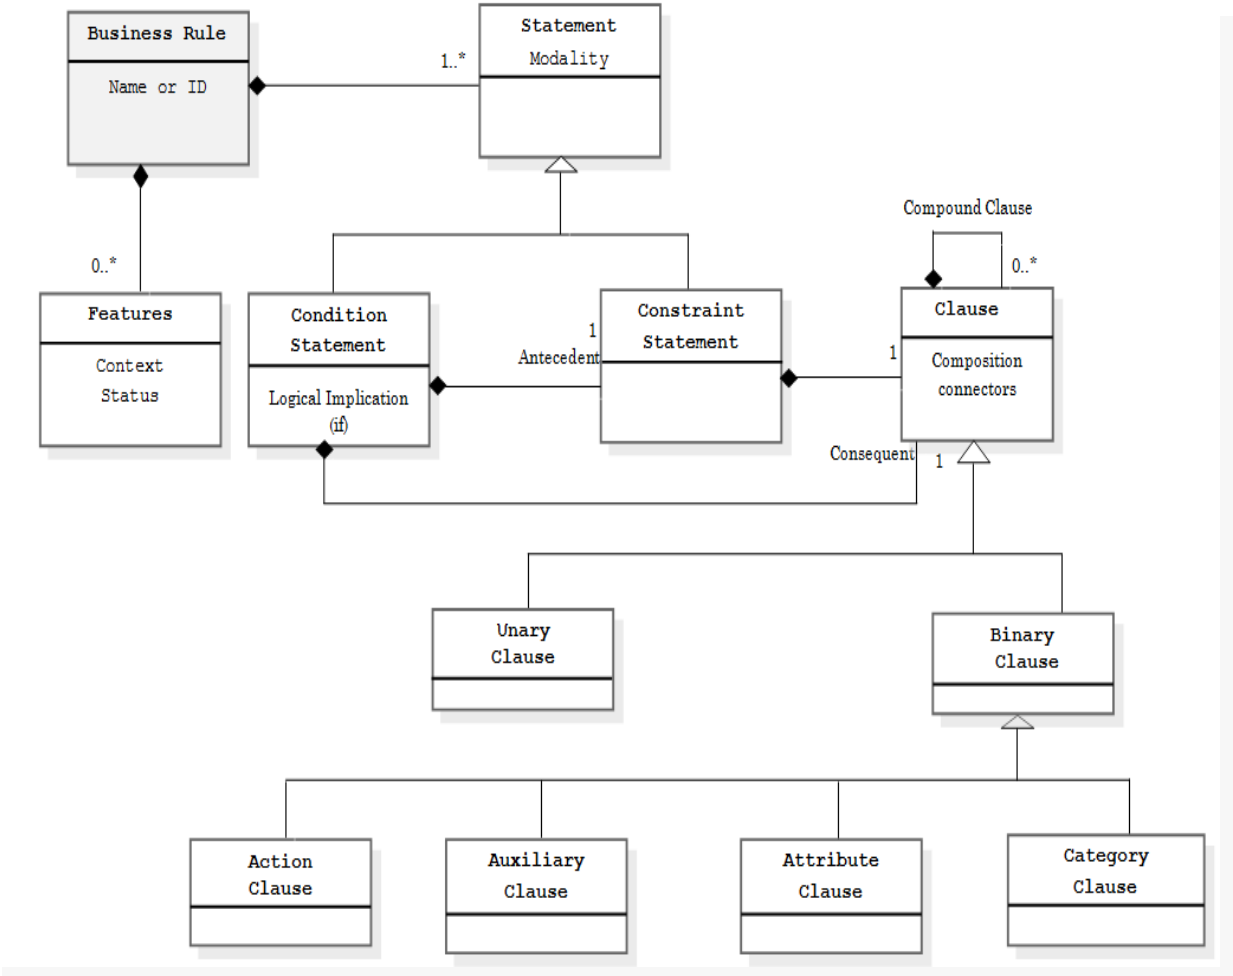 Business Rule
Name or ID
1..*
Statement
Modality
0..*
Features
Context
Status
Condition
Statement
Logical Implication
(if)
1
Antecedent
Constraint
Statement
Compound Clause
0..*
1
Clause
Composition
connectors
Consequent
1
Unary
Clause
Binary
Clause
Action
Clause
Auxiliary
Clause
Attribute
Clause
Category
Clause